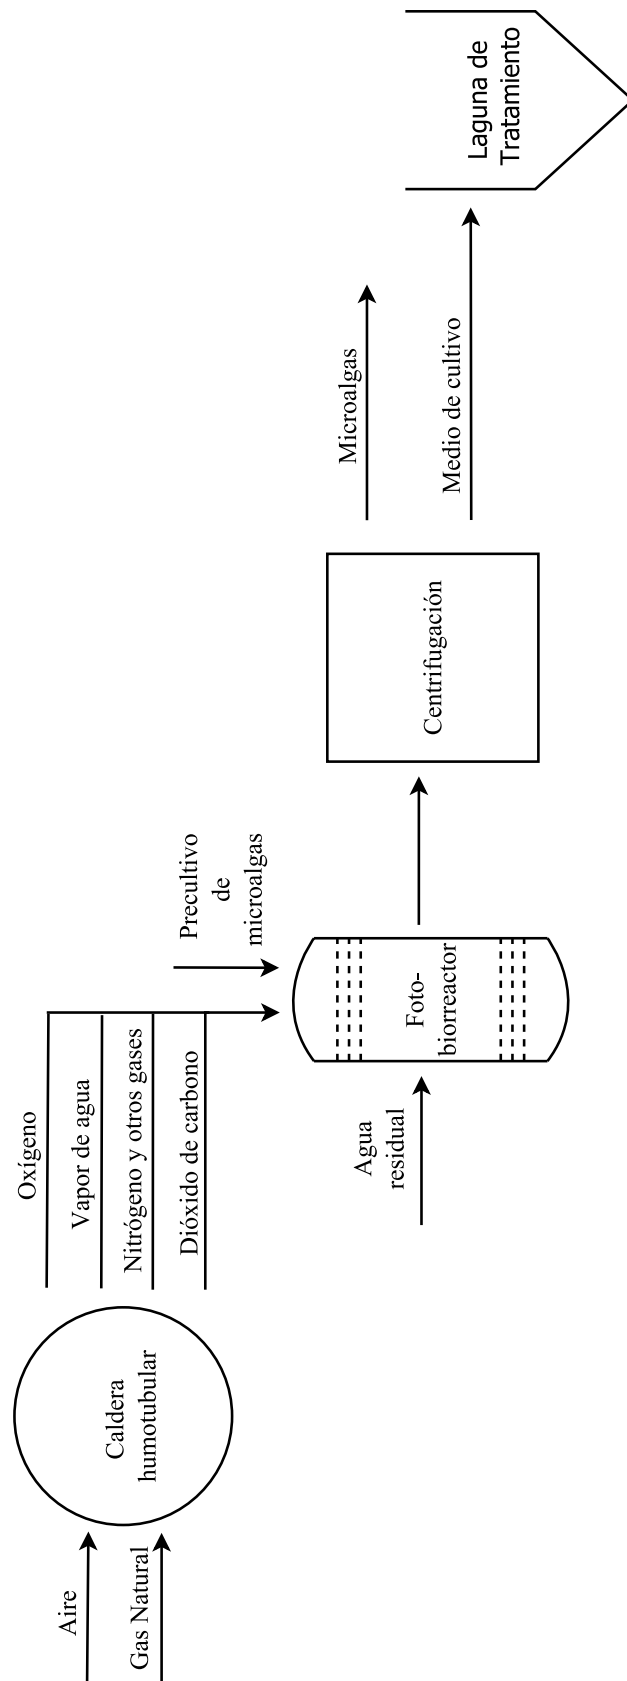 Aire
Gas Natural
Caldera
humotubular
Oxígeno
Vapor de agua
Nitrógeno y otros gases
Dióxido de carbono
Precultivo
de
microalgas
Agua
residual
Foto-
biorreactor
Centrifugación
Microalgas
Medio de cultivo
Laguna de
Tratamiento